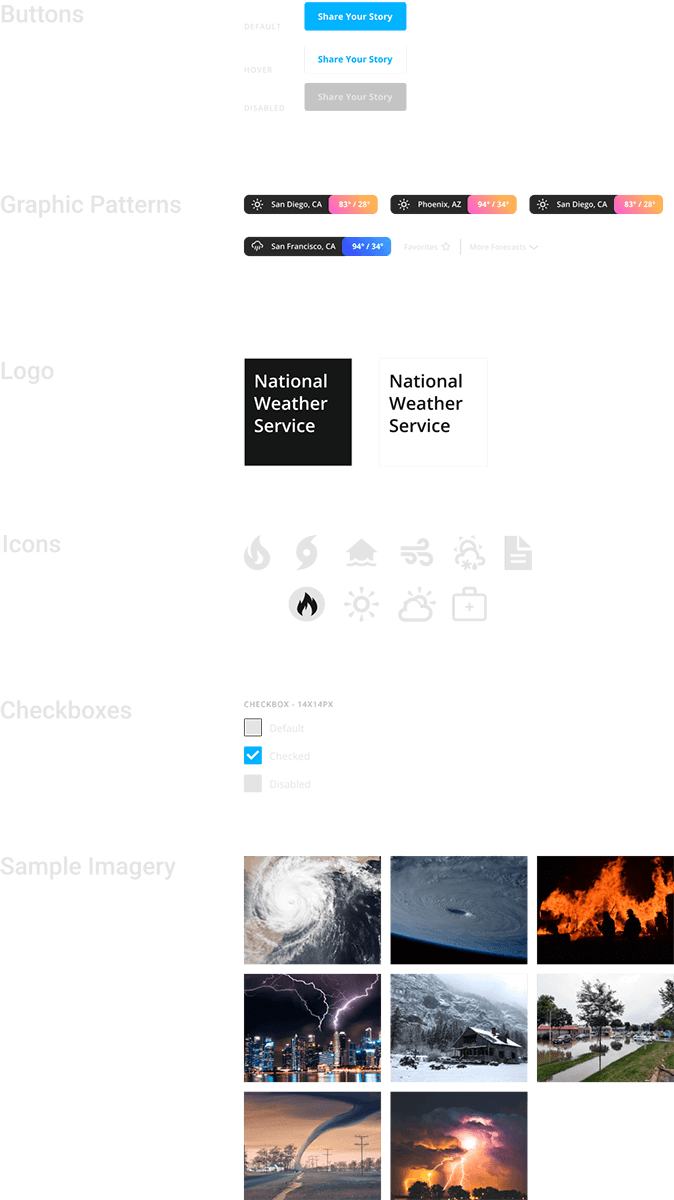 Buttons
DEFAULT
Share Your Story
HOVER
Share Your Story
DISABLED
Share Your Story
Graphic Patterns
San Diego, CA 83° / 28°
Phoenix, AZ 94° / 34°
San Diego, CA 83° / 28°
San Francisco, CA 94° / 34°
Favorites
More Forecasts
Logo
National
Weather
Service
National
Weather
Service
Icons
Checkboxes
CHECKBOX - 14X14PX
Default
Checked
Disabled
Sample Imagery